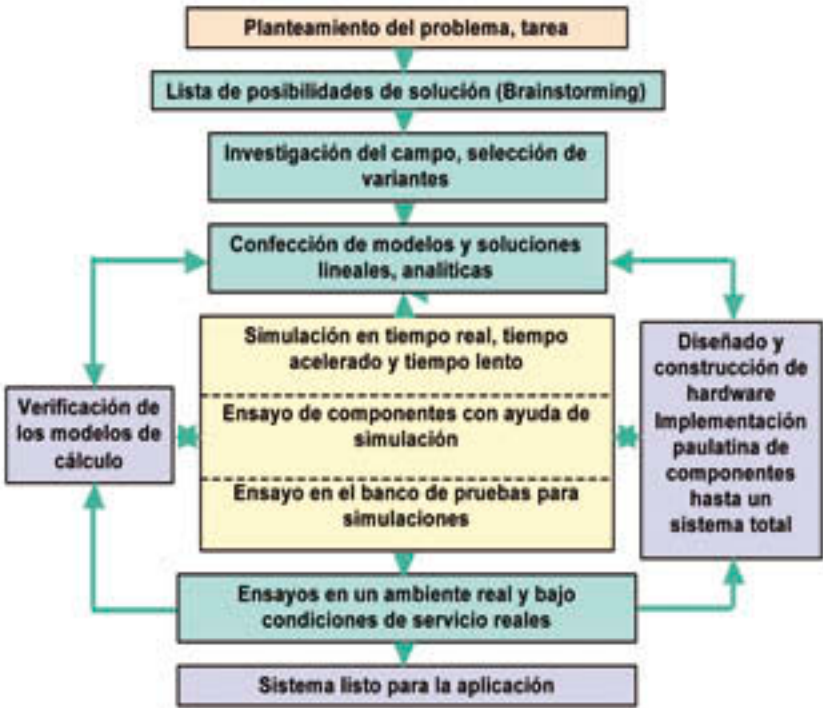 Planteamiento del problema, tarea
Lista de posibilidades de solución (Brainstorming)
Investigación del campo, selección de
variantes
Confección de modelos y soluciones
lineales, analíticas
Simulación en tiempo real, tiempo
acelerado y tiempo lento
Ensayo de componentes con ayuda de
simulación
Ensayo en el banco de pruebas para
simulaciones
Verificación de
los modelos de
cálculo
Diseñado y
construcción de
hardware
Implementación
paulatina de
componentes
hasta un
sistema total
Ensayos en un ambiente real y bajo
condiciones de servicio reales
Sistema listo para la aplicación